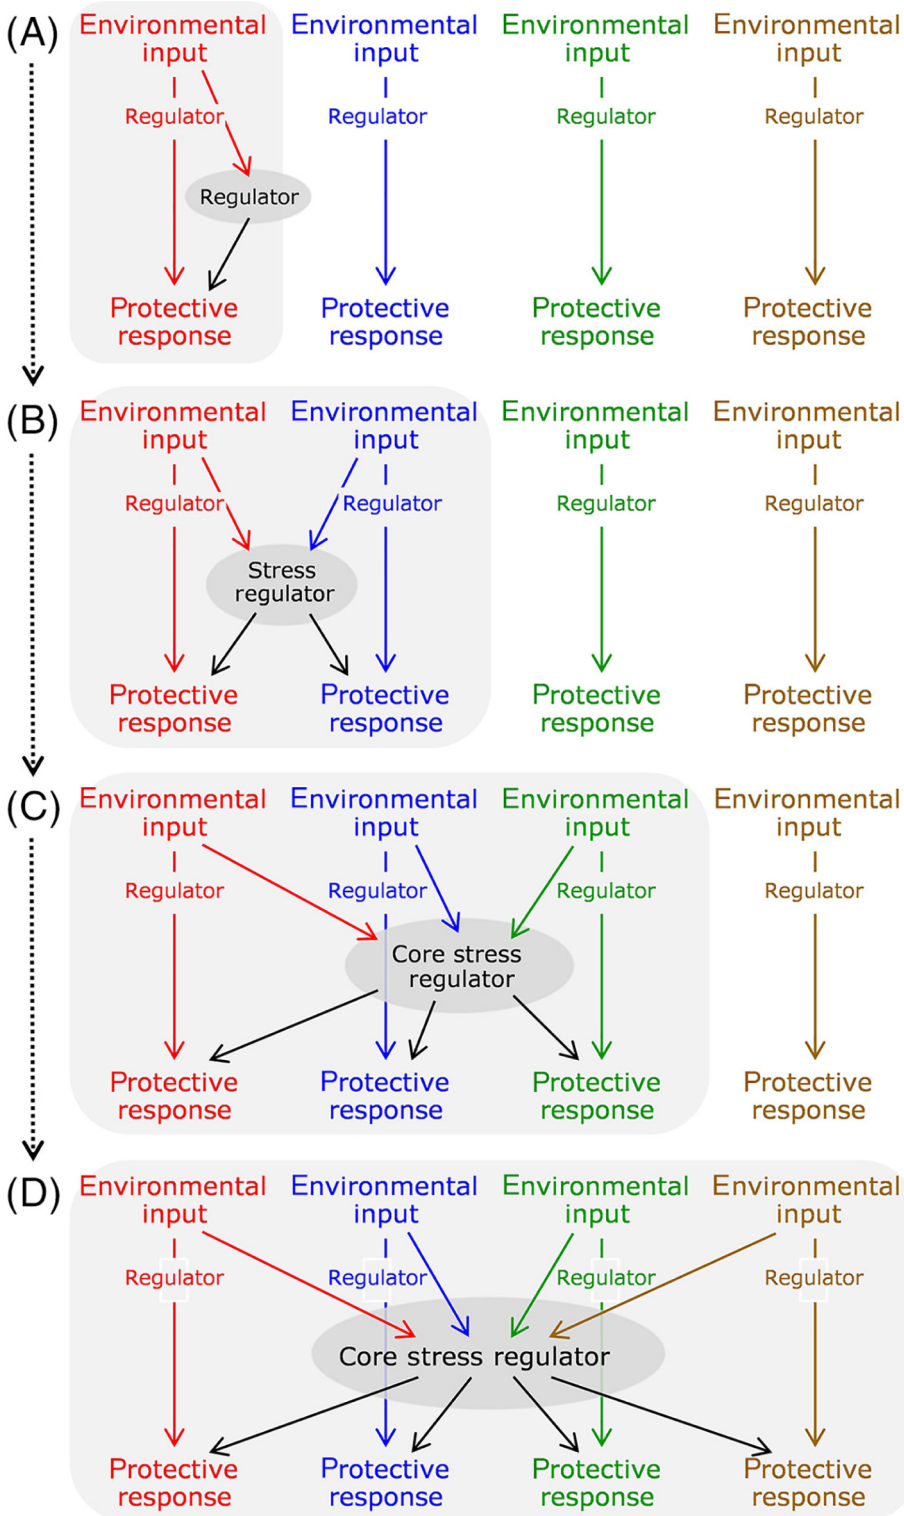 (A)
Environmental input
Environmental input
Environmental input
Environmental input
Regulator
Regulator
Regulator
Regulator
Regulator
Protective response
Protective response
Protective response
Protective response
(B)
Environmental input
Environmental input
Environmental input
Environmental input
Regulator
Regulator
Regulator
Regulator
Stress regulator
Protective response
Protective response
Protective response
Protective response
(C)
Environmental input
Environmental input
Environmental input
Environmental input
Regulator
Regulator
Regulator
Regulator
Core stress regulator
Protective response
Protective response
Protective response
Protective response
(D)
Environmental input
Environmental input
Environmental input
Environmental input
Regulator
Regulator
Regulator
Regulator
Core stress regulator
Protective response
Protective response
Protective response
Protective response